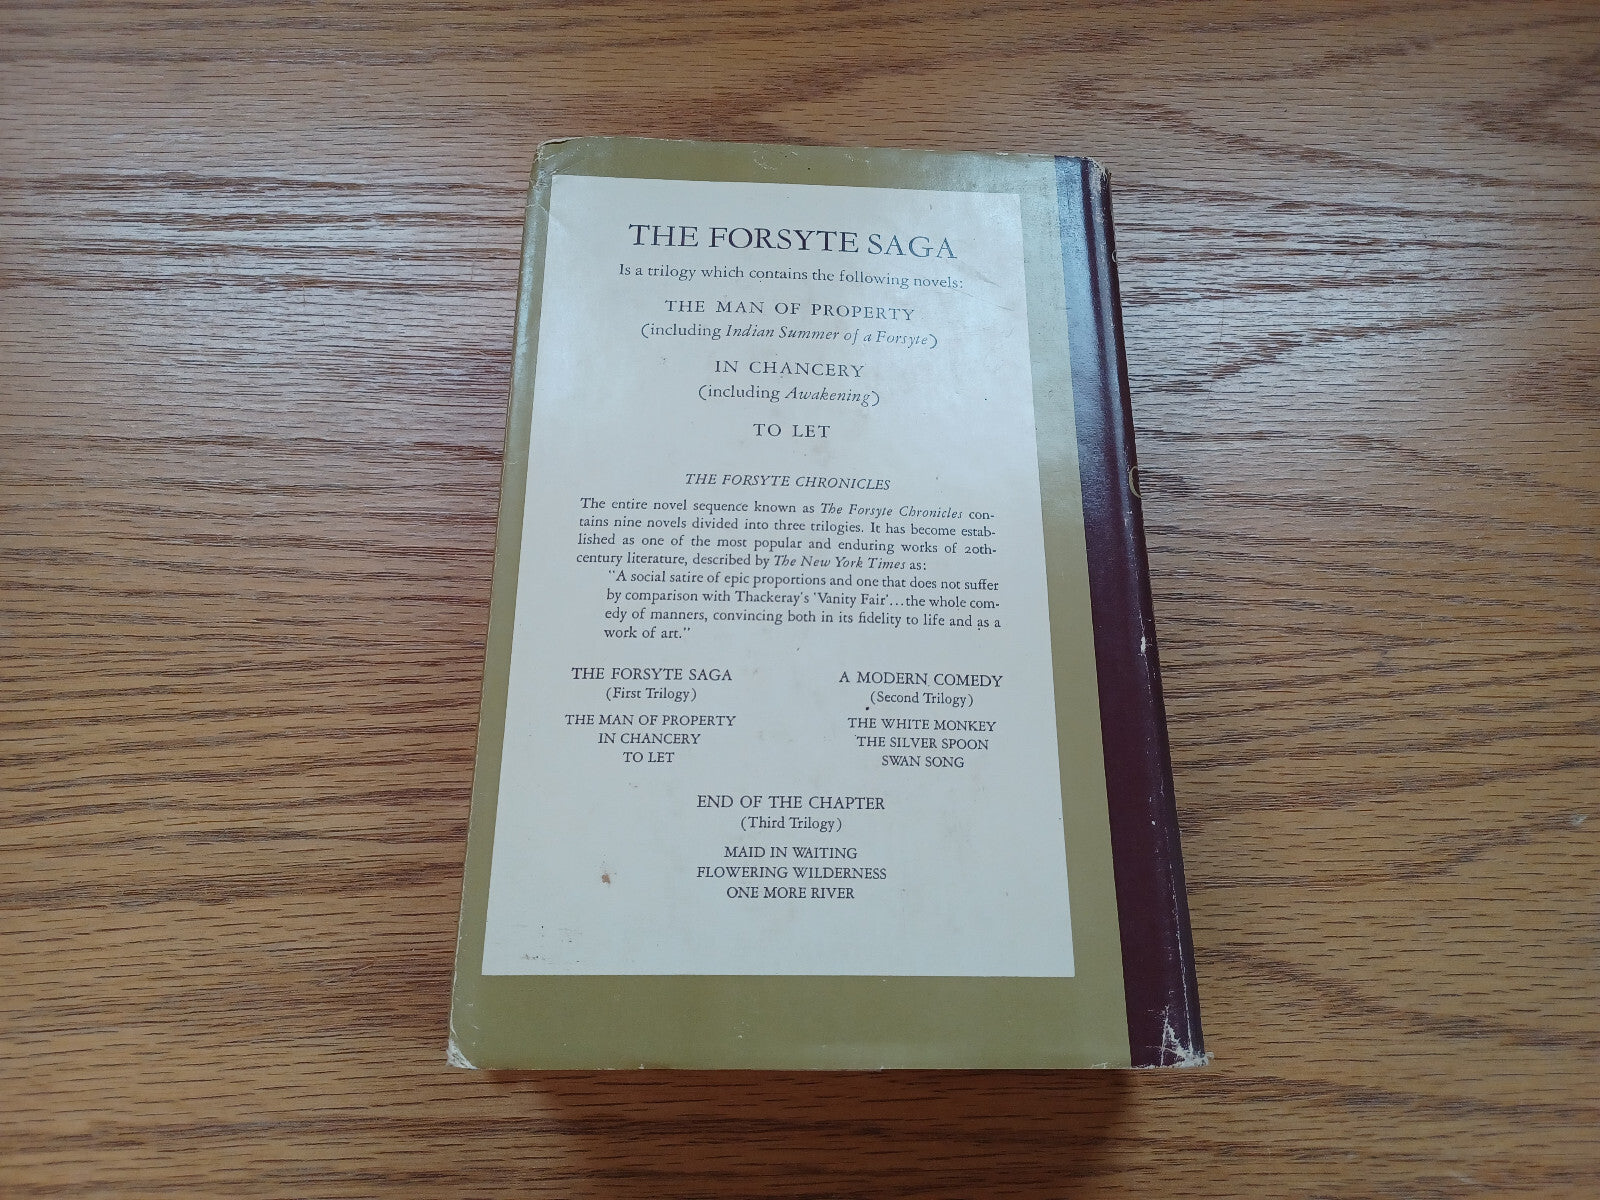 THE FORSYTE SAGA
Is a trilogy which contains the following novels:
THE MAN OF PROPERTY
(including Indian Summer of a Forsyte)
IN CHANCERY
(including Awakening)
TO LET
THE FORSYTE CHRONICLES
The entire novel sequence known as The Forsyte Chronicles con-
tains nine novels divided into three trilogies. It has become estab-
lished as one of the most popular and enduring works of 20th-
century literature, described by The New York Times as:
"A social satire of epic proportions and one that does not suffer
by comparison with Thackeray's 'Vanity Fair'...the whole com-
edy of manners, convincing both in its fidelity to life and as a
work of art."
THE FORSYTE SAGA
(First Trilogy)
THE MAN OF PROPERTY
IN CHANCERY
TO LET
A MODERN COMEDY
(Second Trilogy)
THE WHITE MONKEY
THE SILVER SPOON
SWAN SONG
END OF THE CHAPTER
(Third Trilogy)
MAID IN WAITING
FLOWERING WILDERNESS
ONE MORE RIVER